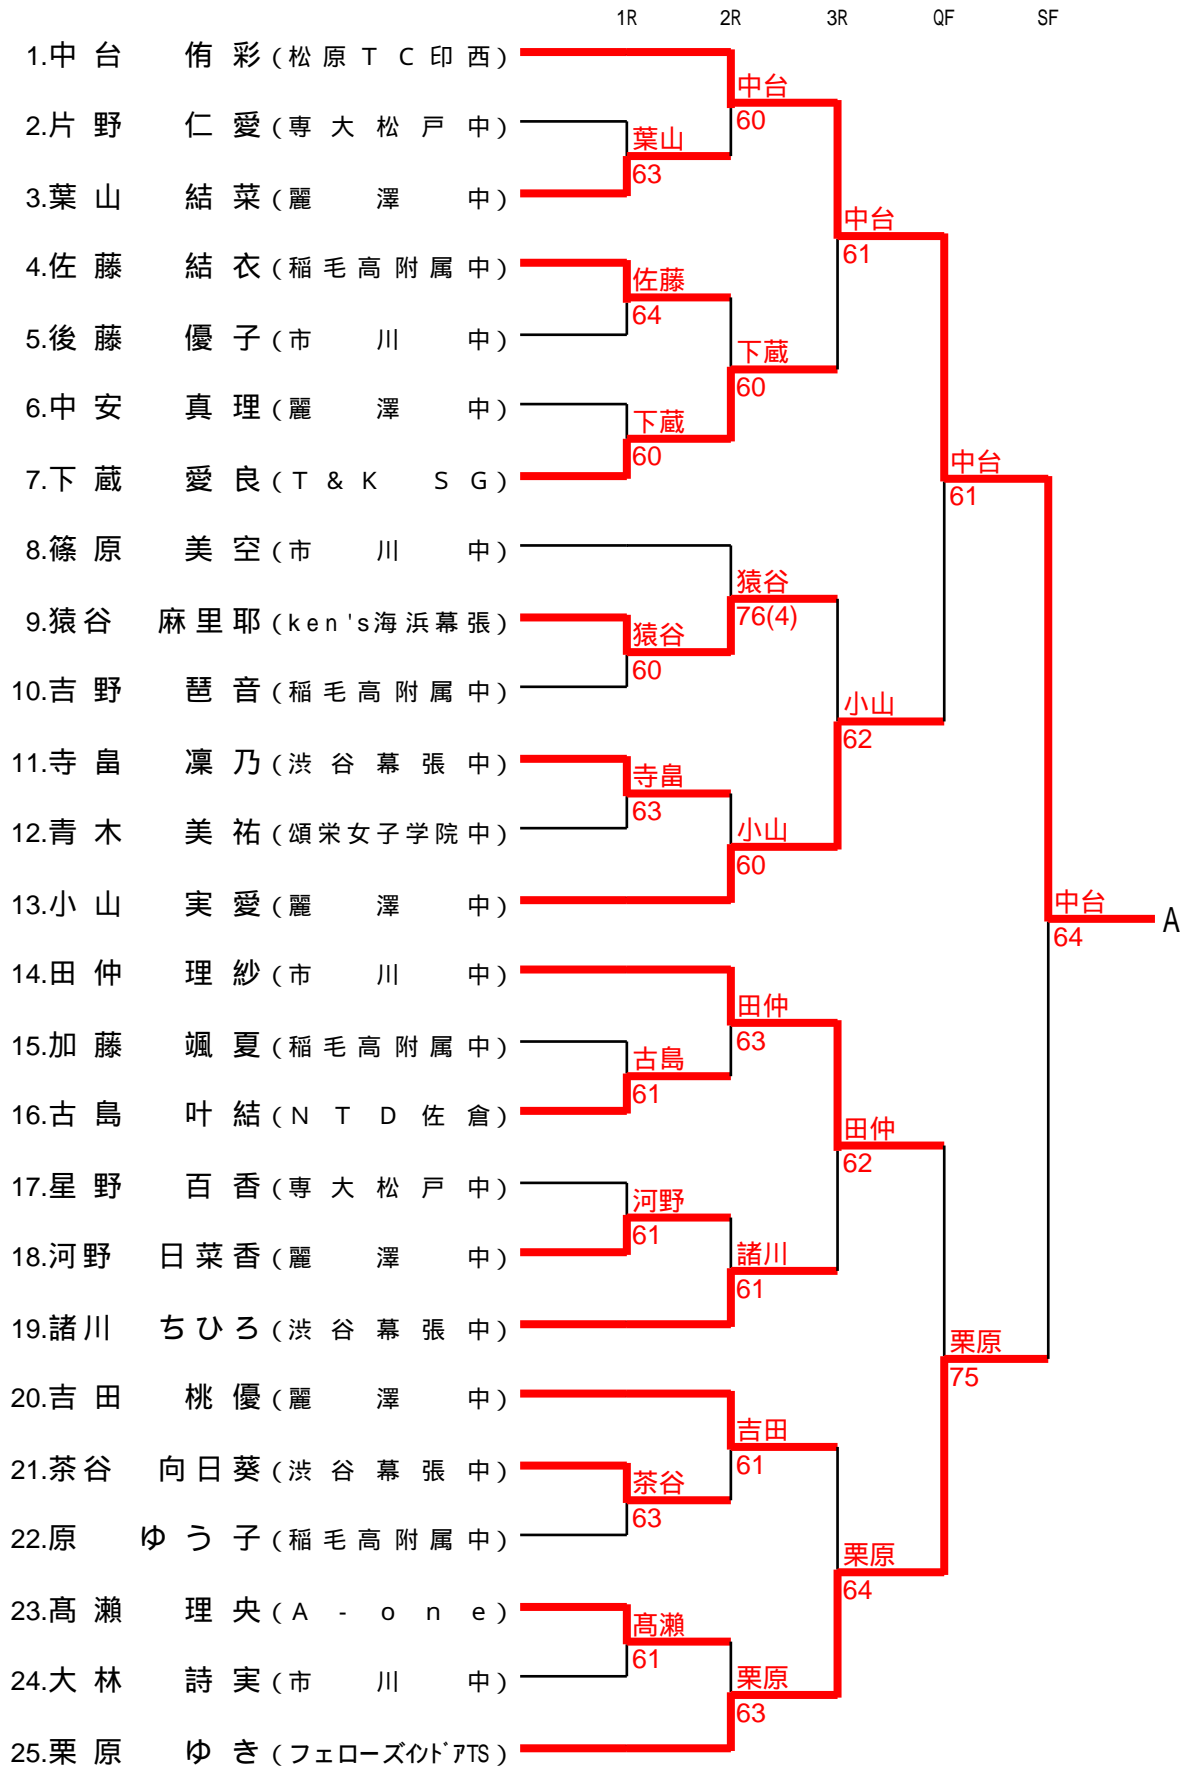 1R 2R 3R QF SF
1.中台 侑彩(松原TC印西)
中台
60
2.片野 仁愛(専大松戸中)
葉山
63
3.葉山 結菜(麗澤中)
中台
61
4.佐藤 結衣(稲毛高附属中)
佐藤
64
5.後藤 優子(市川中)
下蔵
60
6.中安 真理(麗澤中)
下蔵
60
7.下蔵 愛良(T&K SG)
中台
61
8.篠原 美空(市川中)
猿谷
76(4)
9.猿谷 麻里耶(ken's海浜幕張)
猿谷
60
10.吉野 琶音(稲毛高附属中)
小山
62
11.寺畠 凜乃(渋谷幕張中)
寺畠
63
12.青木 美祐(頌栄女子学院中)
小山
60
13.小山 実愛(麗澤中)
中台
64
A
14.田仲 理紗(市川中)
田仲
63
15.加藤 颯夏(稲毛高附属中)
古島
61
16.古島 叶結(NTD佐倉)
田仲
62
17.星野 百香(専大松戸中)
河野
61
18.河野 日菜香(麗澤中)
諸川
61
19.諸川 ちひろ(渋谷幕張中)
栗原
75
20.吉田 桃優(麗澤中)
吉田
61
21.茶谷 向日葵(渋谷幕張中)
茶谷
63
22.原 ゆう子(稲毛高附属中)
栗原
64
23.髙瀨 理央(A-one)
髙瀨
61
24.大林 詩実(市川中)
栗原
63
25.栗原 ゆき(フェローズインドアTS)